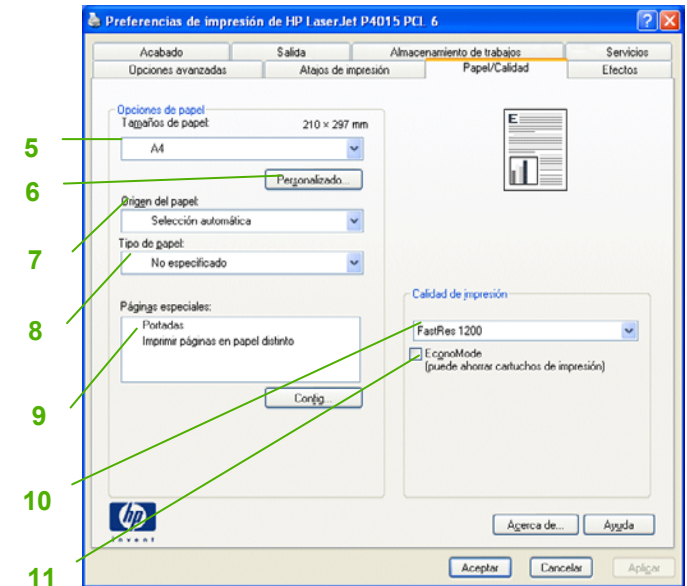 Preferencias de impresión de HP LaserJet P4015 PCL 6
Acabado Salida Almacenamiento de trabajos Servicios
Opciones avanzadas Atajos de impresión Papel/Calidad Efectos
Opciones de papel
Tamaños de papel: 210 × 297 mm
5
A4
6
Personalizado...
Origen del papel:
7
Selección automática
Tipo de papel:
8
No especificado
Páginas especiales:
9
Portadas
Imprimir páginas en papel distinto
Config...
E
Calidad de impresión
10
FastRes 1200
11
EconoMode
(puede ahorrar cartuchos de impresión)
hp
invent
Acerca de... Ayuda
Aceptar Cancelar Aplicar